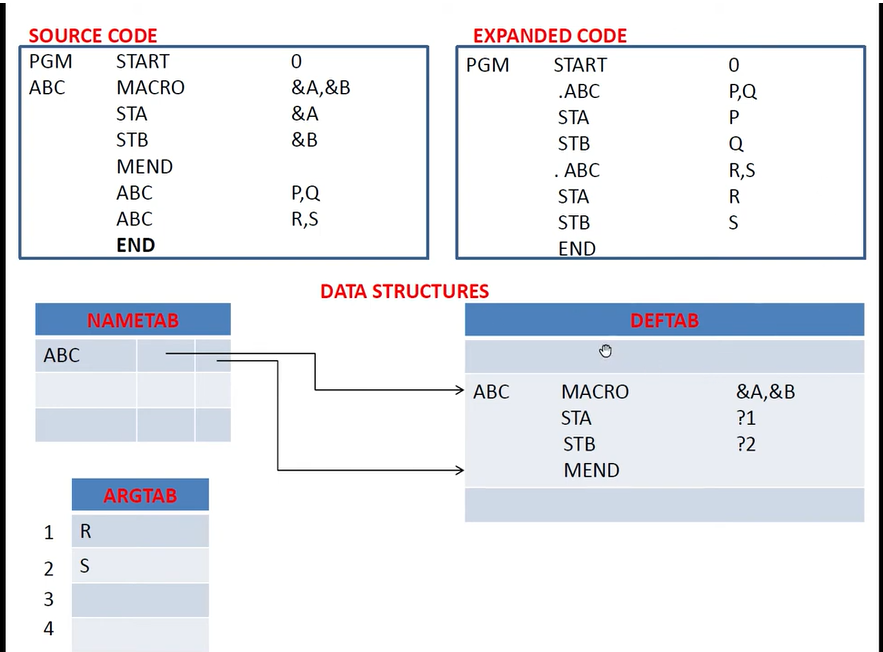 SOURCE CODE
PGM START 0
ABC MACRO &A,&B
STA &A
STB &B
MEND
ABC P,Q
ABC R,S
END
EXPANDED CODE
PGM START 0
.ABC P,Q
STA P
STB Q
. ABC R,S
STA R
STB S
END
DATA STRUCTURES
NAMETAB
ABC
DEFTAB
ABC MACRO &A,&B
STA ?1
STB ?2
MEND
ARGTAB
1 R
2 S
3
4